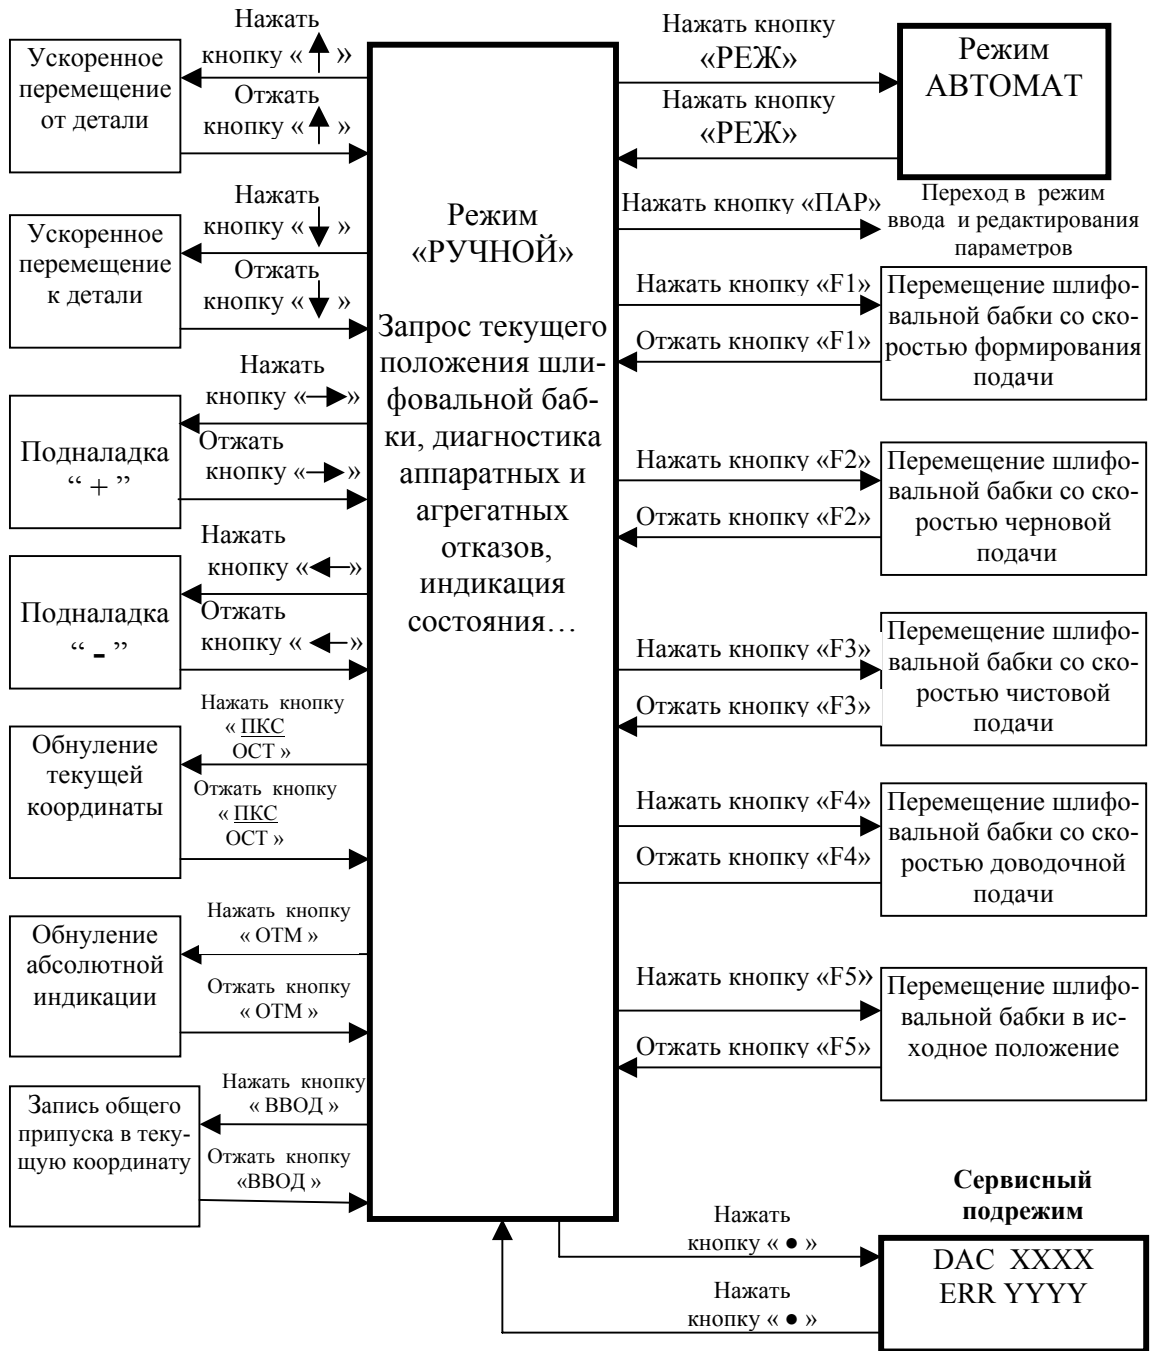 Нажать
кнопку « »
Ускоренное
перемещение
от детали
Отжать
кнопку « »
Нажать
кнопку « »
Ускоренное
перемещение
к детали
Отжать
кнопку « »
Нажать
кнопку « »
Подналадка
“ + ”
Отжать
кнопку « »
Нажать
кнопку « »
Подналадка
“ - ”
Отжать
кнопку « »
Нажать кнопку
« ПКС
ОСТ »
Обнуление
текущей
координаты
Отжать кнопку
« ПКС
ОСТ »
Нажать кнопку
« ОТМ »
Обнуление
абсолютной
индикации
Отжать кнопку
« ОТМ »
Нажать кнопку
« ВВОД »
Запись общего
припуска в теку-
щую координату
Отжать кнопку
«ВВОД »
Режим
«РУЧНОЙ»
Запрос текущего
положения шли-
фовальной баб-
ки, диагностика
аппаратных и
агрегатных
отказов,
индикация
состояния…
Нажать кнопку
«РЕЖ»
Нажать кнопку
«РЕЖ»
Режим
АВТОМАТ
Нажать кнопку «ПАР»
Переход в режим
ввода и редактирования
параметров
Нажать кнопку «F1»
Отжать кнопку «F1»
Перемещение шлифо-
вальной бабки со ско-
ростью формирования
подачи
Нажать кнопку «F2»
Отжать кнопку «F2»
Перемещение шлифо-
вальной бабки со ско-
ростью черновой
подачи
Нажать кнопку «F3»
Отжать кнопку «F3»
Перемещение шлифо-
вальной бабки со ско-
ростью чистовой
подачи
Нажать кнопку «F4»
Отжать кнопку «F4»
Перемещение шлифо-
вальной бабки со ско-
ростью доводочной
подачи
Нажать кнопку «F5»
Отжать кнопку «F5»
Перемещение шлифо-
вальной бабки в ис-
ходное положение
Сервисный
подрежим
Нажать
кнопку « ● »
Нажать
кнопку « ● »
DAC XXXX
ERR YYYY